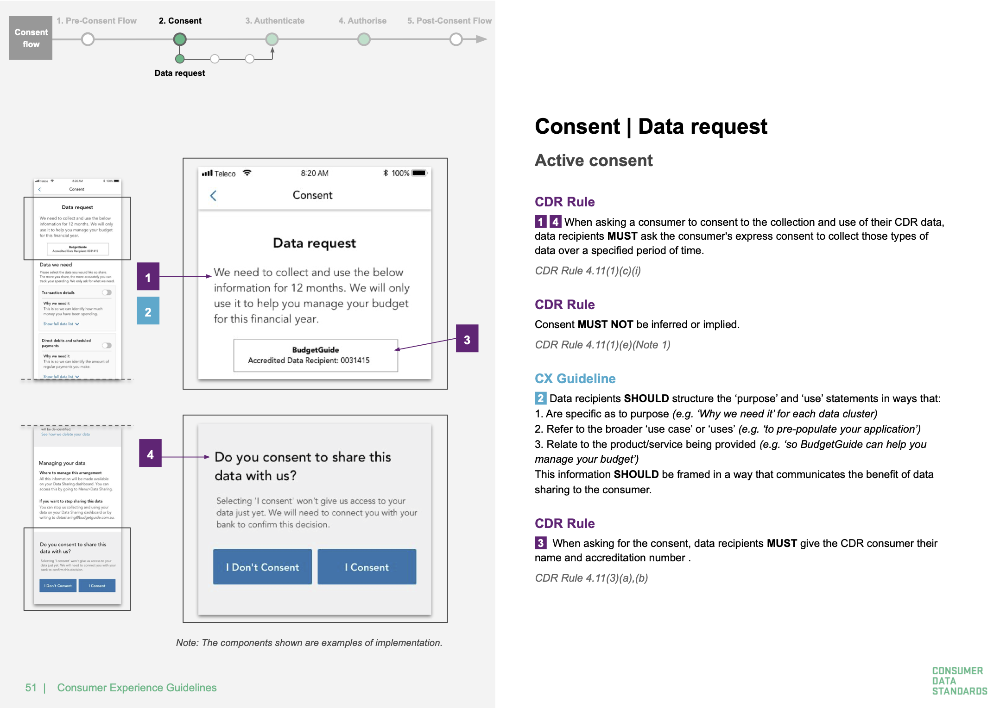 Consent
flow
1. Pre-Consent Flow
2. Consent
3. Authenticate
4. Authorise
5. Post-Consent Flow
Data request
Teleco
8:20 AM
100%
Consent
Data request
We need to collect and use the below
information for 12 months. We will only
use it to help you manage your budget
for this financial year.
BudgetGuide
Accredited Data Recipient: 0031415
Data we need
Please select the data you would like so share.
The more you share, the more accurately you can
track your spending. We only ask for what we need.
Transaction details
Why we need it
This is so we can identify how much
money you have been spending.
Show full data list
Direct debits and scheduled
payments
Why we need it
This is so we can identify the amount of
regular payments you make.
Show full data list
1
2
Teleco
8:20 AM
100%
Consent
Data request
We need to collect and use the below
information for 12 months. We will only
use it to help you manage your budget
for this financial year.
BudgetGuide
Accredited Data Recipient: 0031415
3
will be de-identified.
See how we delete your data
Managing your data
Where to manage this arrangement
All this information will be made available
on your Data Sharing dashboard. You can
access this by going to Menu>Data Sharing.
If you want to stop sharing this data
You can stop us collecting and using your
data on your Data Sharing dashboard or by
writing to datasharing@budgetguide.com.au.
Do you consent to share this
data with us?
Selecting 'I consent' won't give us access to your
data just yet. We will need to connect you with your
bank to confirm this decision.
I Don't Consent
I Consent
4
Do you consent to share this
data with us?
Selecting 'I consent' won't give us access to your
data just yet. We will need to connect you with your
bank to confirm this decision.
I Don't Consent
I Consent
Note: The components shown are examples of implementation.
51 | Consumer Experience Guidelines
Consent | Data request
Active consent
CDR Rule
1 4 When asking a consumer to consent to the collection and use of their CDR data,
data recipients MUST ask the consumer's express consent to collect those types of
data over a specified period of time.
CDR Rule 4.11(1)(c)(i)
CDR Rule
Consent MUST NOT be inferred or implied.
CDR Rule 4.11(1)(e)(Note 1)
CX Guideline
2 Data recipients SHOULD structure the ‘purpose’ and ‘use’ statements in ways that:
1. Are specific as to purpose (e.g. ‘Why we need it’ for each data cluster)
2. Refer to the broader ‘use case’ or ‘uses’ (e.g. ‘to pre-populate your application’)
3. Relate to the product/service being provided (e.g. ‘so BudgetGuide can help you
manage your budget’)
This information SHOULD be framed in a way that communicates the benefit of data
sharing to the consumer.
CDR Rule
3 When asking for the consent, data recipients MUST give the CDR consumer their
name and accreditation number .
CDR Rule 4.11(3)(a),(b)
CONSUMER
DATA
STANDARDS